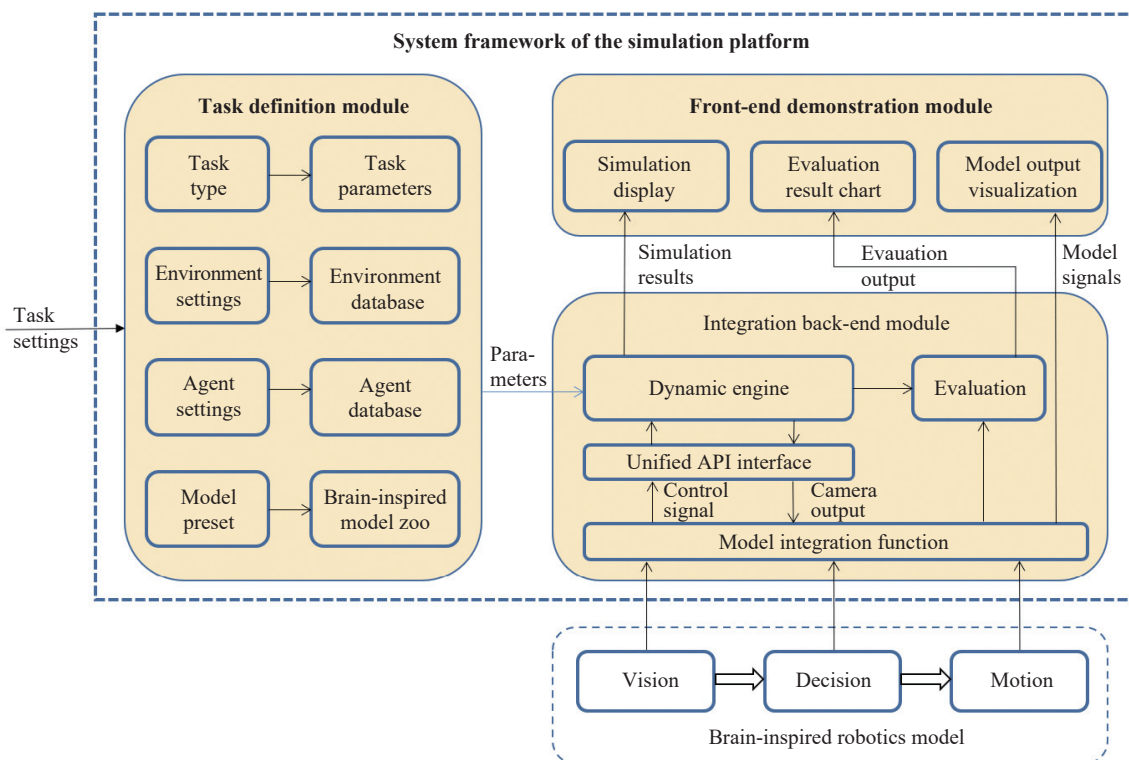 System framework of the simulation platform
Task definition module
Task
type
Task
parameters
Environment
settings
Environment
database
Agent
settings
Agent
database
Model
preset
Brain-inspired
model zoo
Task
settings
Para-
meters
Front-end demonstration module
Simulation
display
Evaluation
result chart
Model output
visualization
Simulation
results
Evauation
output
Model
signals
Integration back-end module
Dynamic engine
Evaluation
Unified API interface
Control
signal
Camera
output
Model integration function
Vision
Decision
Motion
Brain-inspired robotics model